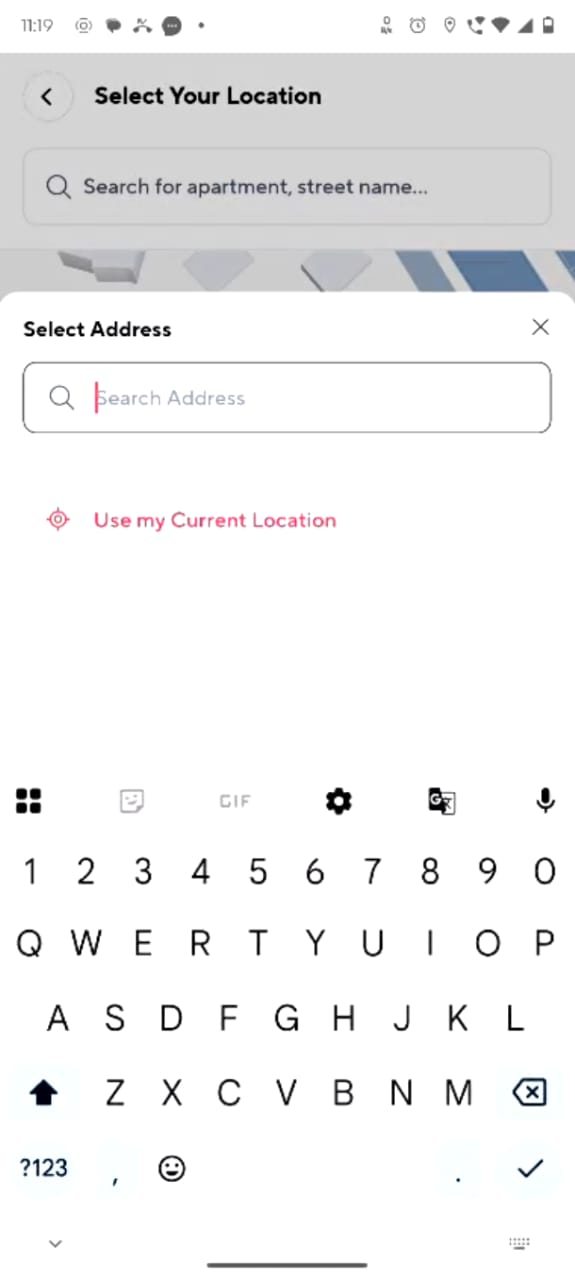 11:19
Select Your Location
Search for apartment, street name...
Select Address
Search Address
Use my Current Location
GIF
1 2 3 4 5 6 7 8 9 0
Q W E R T Y U I O P
A S D F G H J K L
Z X C V B N M
?123 , .